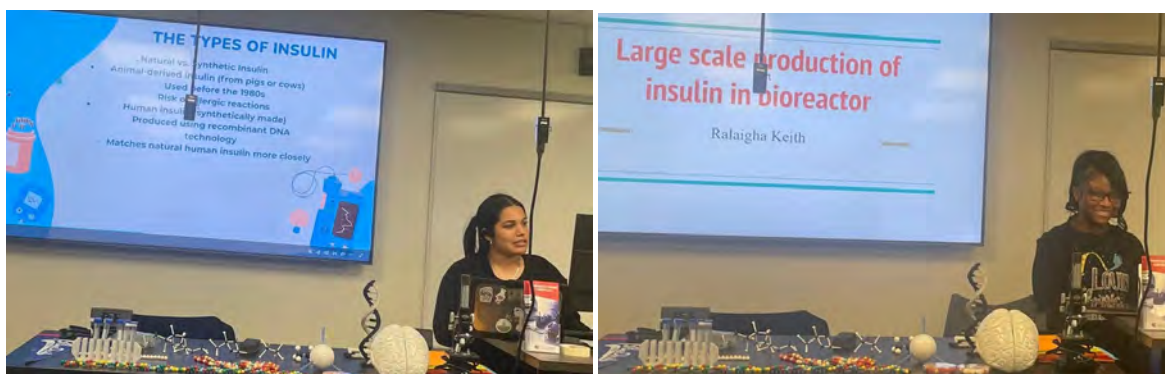 THE TYPES OF INSULIN
Natural vs. Synthetic Insulin
Animal-derived insulin (from pigs or cows)
Used before the 1980s
Risk of allergic reactions
Human insulin (synthetically made)
Produced using recombinant DNA
technology
Matches natural human insulin more closely
Large scale production of
insulin in bioreactor
Ralaigha Keith